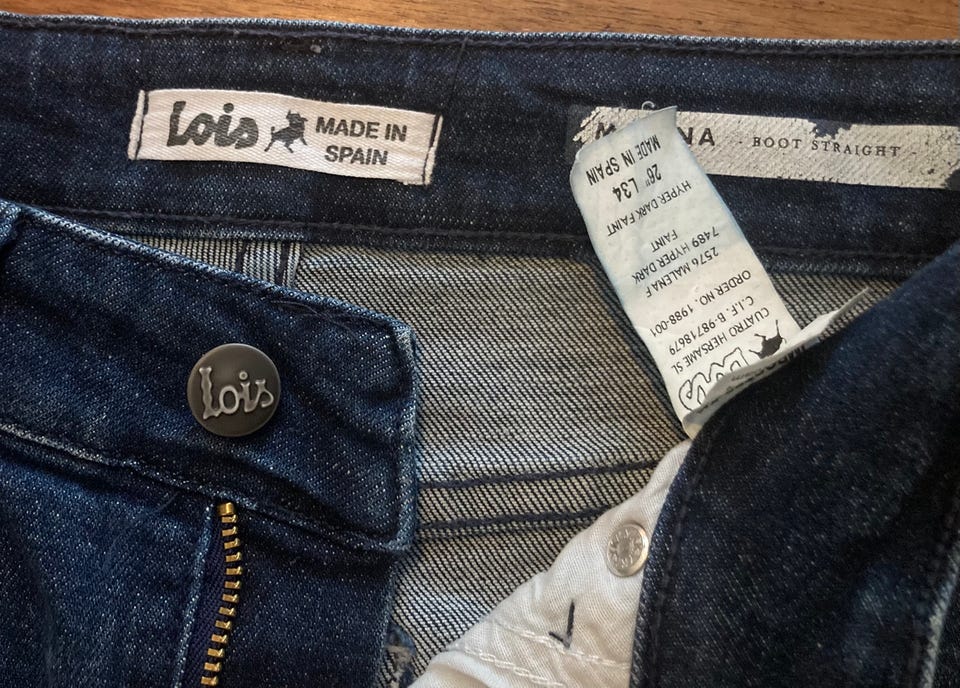 Lois MADE IN
SPAIN
NA - BOOT STRAIGHT -
Lois
Lois
CUATRO HERSAME SL
C.I.F. B-98718679
ORDER NO. 1988-001
2576 MALENA F
7489 HYPER DARK
FAINT
HYPER DARK FAINT
26" L34
MADE IN SPAIN